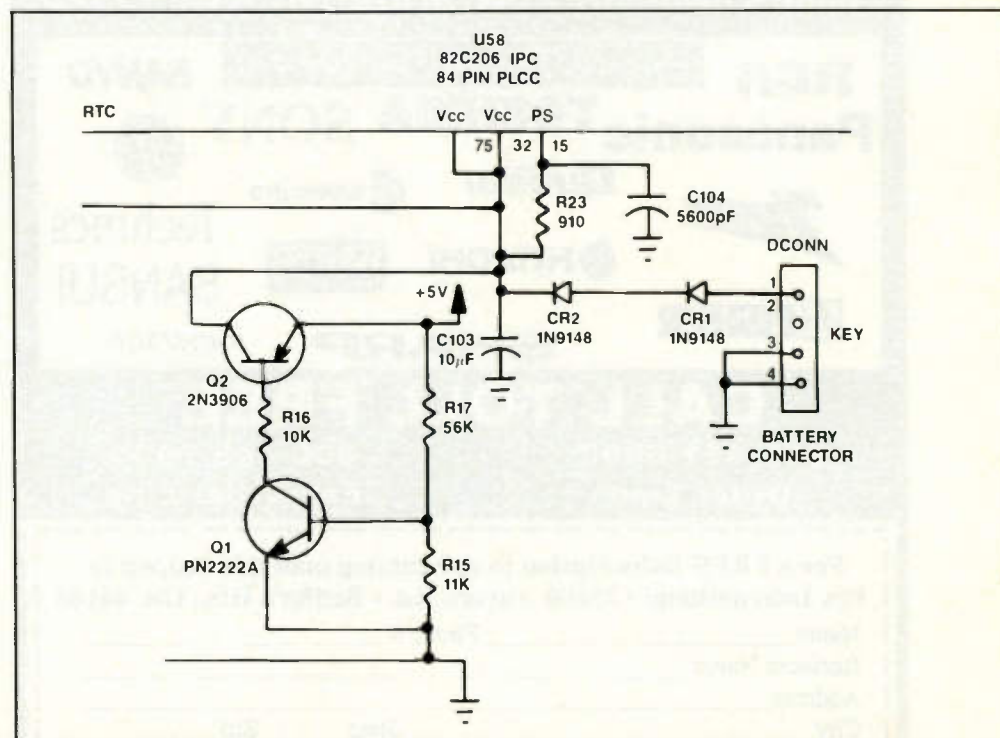 U58
82C206 IPC
84 PIN PLCC
RTC
Vcc Vcc PS
75 32 15
R23
910
C104
5600pF
DCONN
1
2
3
4
KEY
+5V
CR2
1N9148
CR1
1N9148
C103
10µF
Q2
2N3906
R16
10K
R17
56K
BATTERY
CONNECTOR
Q1
PN2222A
R15
11K